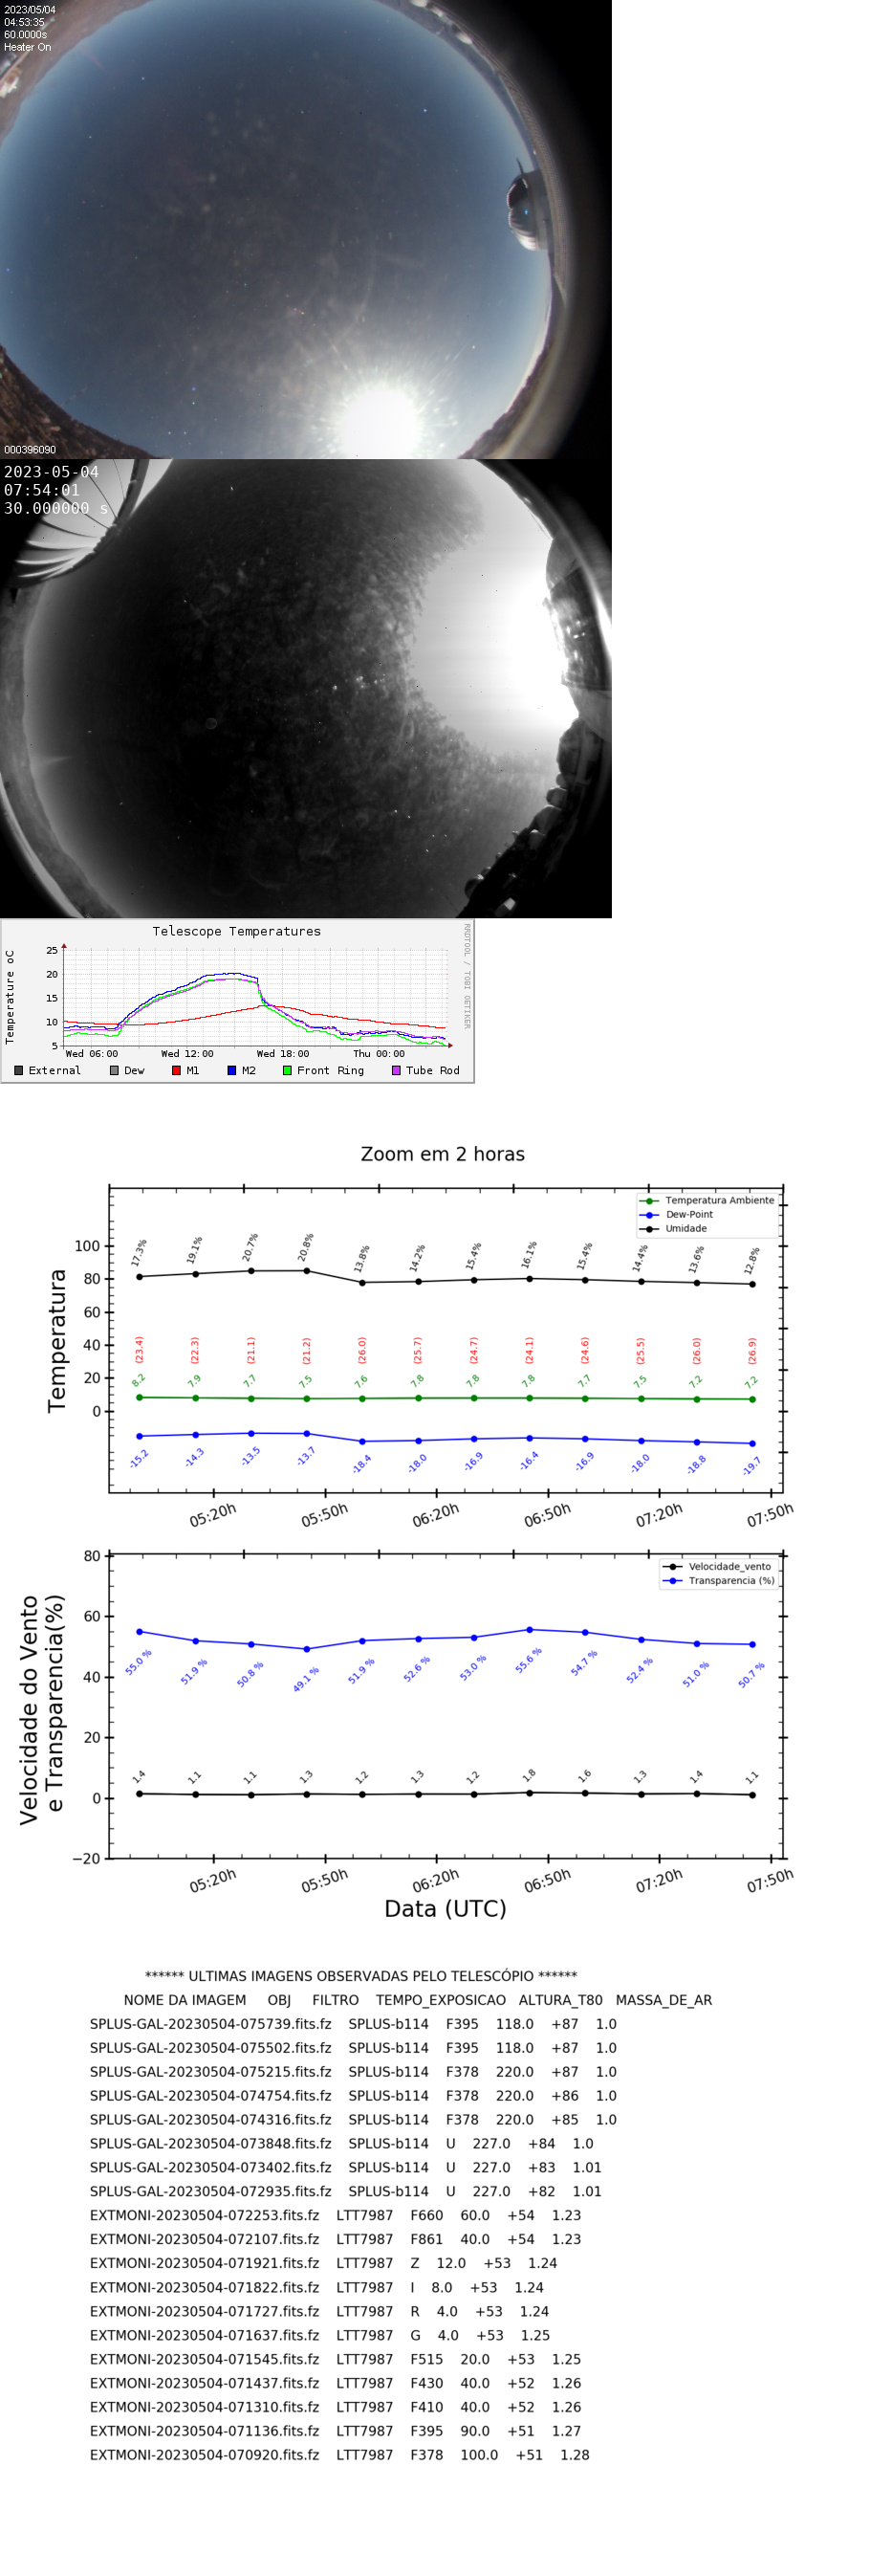 2023/05/04
04:53:35
60.0000s
Heater On
000396090
2023-05-04
07:54:01
30.000000 s
Telescope Temperatures
RRDTOOL / TOBI OETIKER
Temperature oC
25
20
15
10
5
Wed 06:00 Wed 12:00 Wed 18:00 Thu 00:00
External Dew M1 M2 Front Ring Tube Rod
Zoom em 2 horas
Temperatura Ambiente
Dew-Point
Umidade
Temperatura
100
80
60
40
20
0
17.3% 19.1% 20.7% 20.8% 13.8% 14.2% 15.4% 16.1% 15.4% 14.4% 13.6% 12.8%
(23.4) (22.3) (21.1) (21.2) (26.0) (25.7) (24.7) (24.1) (24.6) (25.5) (26.0) (26.9)
8.2 7.9 7.7 7.5 7.6 7.8 7.8 7.8 7.7 7.5 7.2 7.2
-15.2 -14.3 -13.5 -13.7 -18.4 -18.0 -16.9 -16.4 -16.9 -18.0 -18.8 -19.7
05:20h 05:50h 06:20h 06:50h 07:20h 07:50h
Velocidade_vento
Transparencia (%)
Velocidade do Vento
e Transparencia(%)
80
60
40
20
0
−20
55.0 % 51.9 % 50.8 % 49.1 % 51.9 % 52.6 % 53.0 % 55.6 % 54.7 % 52.4 % 51.0 % 50.7 %
1.4 1.1 1.1 1.3 1.2 1.3 1.2 1.8 1.6 1.3 1.4 1.1
05:20h 05:50h 06:20h 06:50h 07:20h 07:50h
Data (UTC)
****** ULTIMAS IMAGENS OBSERVADAS PELO TELESCÓPIO ******
NOME DA IMAGEM OBJ FILTRO TEMPO_EXPOSICAO ALTURA_T80 MASSA_DE_AR
SPLUS-GAL-20230504-075739.fits.fz SPLUS-b114 F395 118.0 +87 1.0
SPLUS-GAL-20230504-075502.fits.fz SPLUS-b114 F395 118.0 +87 1.0
SPLUS-GAL-20230504-075215.fits.fz SPLUS-b114 F378 220.0 +87 1.0
SPLUS-GAL-20230504-074754.fits.fz SPLUS-b114 F378 220.0 +86 1.0
SPLUS-GAL-20230504-074316.fits.fz SPLUS-b114 F378 220.0 +85 1.0
SPLUS-GAL-20230504-073848.fits.fz SPLUS-b114 U 227.0 +84 1.0
SPLUS-GAL-20230504-073402.fits.fz SPLUS-b114 U 227.0 +83 1.01
SPLUS-GAL-20230504-072935.fits.fz SPLUS-b114 U 227.0 +82 1.01
EXTMONI-20230504-072253.fits.fz LTT7987 F660 60.0 +54 1.23
EXTMONI-20230504-072107.fits.fz LTT7987 F861 40.0 +54 1.23
EXTMONI-20230504-071921.fits.fz LTT7987 Z 12.0 +53 1.24
EXTMONI-20230504-071822.fits.fz LTT7987 I 8.0 +53 1.24
EXTMONI-20230504-071727.fits.fz LTT7987 R 4.0 +53 1.24
EXTMONI-20230504-071637.fits.fz LTT7987 G 4.0 +53 1.25
EXTMONI-20230504-071545.fits.fz LTT7987 F515 20.0 +53 1.25
EXTMONI-20230504-071437.fits.fz LTT7987 F430 40.0 +52 1.26
EXTMONI-20230504-071310.fits.fz LTT7987 F410 40.0 +52 1.26
EXTMONI-20230504-071136.fits.fz LTT7987 F395 90.0 +51 1.27
EXTMONI-20230504-070920.fits.fz LTT7987 F378 100.0 +51 1.28